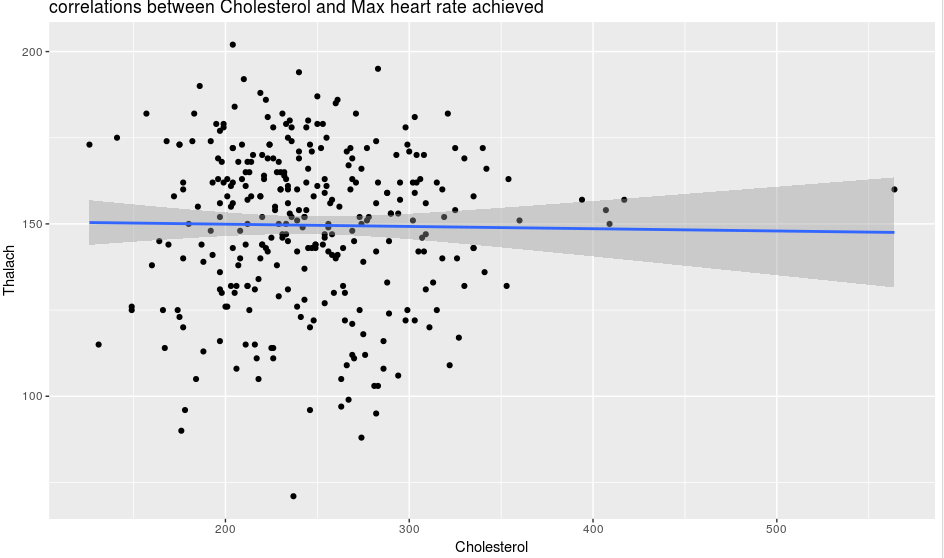 correlations between Cholesterol and Max heart rate achieved
200
150
100
Thalach
200 300 400 500
Cholesterol